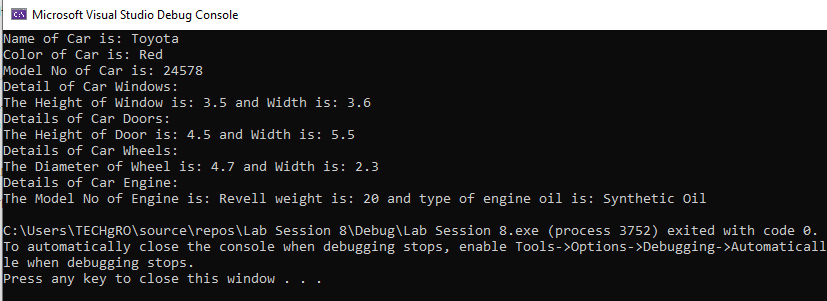 Microsoft Visual Studio Debug Console
Name of Car is: Toyota
Color of Car is: Red
Model No of Car is: 24578
Detail of Car Windows:
The Height of Window is: 3.5 and Width is: 3.6
Details of Car Doors:
The Height of Door is: 4.5 and Width is: 5.5
Details of Car Wheels:
The Diameter of Wheel is: 4.7 and Width is: 2.3
Details of Car Engine:
The Model No of Engine is: Revell weight is: 20 and type of engine oil is: Synthetic Oil
C:\Users\TECHgRO\source\repos\Lab Session 8\Debug\Lab Session 8.exe (process 3752) exited with code 0.
To automatically close the console when debugging stops, enable Tools->Options->Debugging->Automaticall
le when debugging stops.
Press any key to close this window . . .